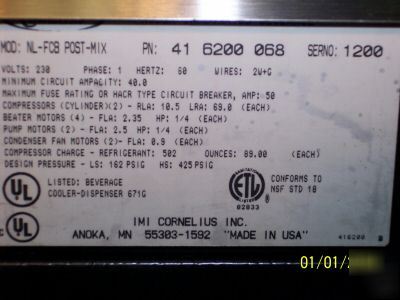 MOD: NL-FCB POST-MIX PN: 41 6200 068 SERNO: 1200
VOLTS: 230 PHASE: 1 HERTZ: 60 WIRES: 2W+G
MINIMUM CIRCUIT AMPACITY: 40.0
MAXIMUM FUSE RATING OR HACR TYPE CIRCUIT BREAKER, AMP: 50
COMPRESSORS (CYLINDER)(2) - RLA: 10.5 LRA: 69.0 (EACH)
BEATER MOTORS (4) - FLA: 2.35 HP: 1/4 (EACH)
PUMP MOTORS (2) - FLA: 2.5 HP: 1/4 (EACH)
CONDENSER FAN MOTORS (2)- FLA: 0.9 (EACH)
COMPRESSOR CHARGE - REFRIGERANT: 502 OUNCES: 89.00 (EACH)
DESIGN PRESSURE - LS: 162 PSIG HS: 425 PSIG
UL
LISTED: BEVERAGE
COOLER-DISPENSER 671G
ETL
82833
CONFORMS TO
NSF STD 18
UL
IMI CORNELIUS INC.
ANOKA, MN 55303-1592 "MADE IN USA"
416200 B
01/01/2